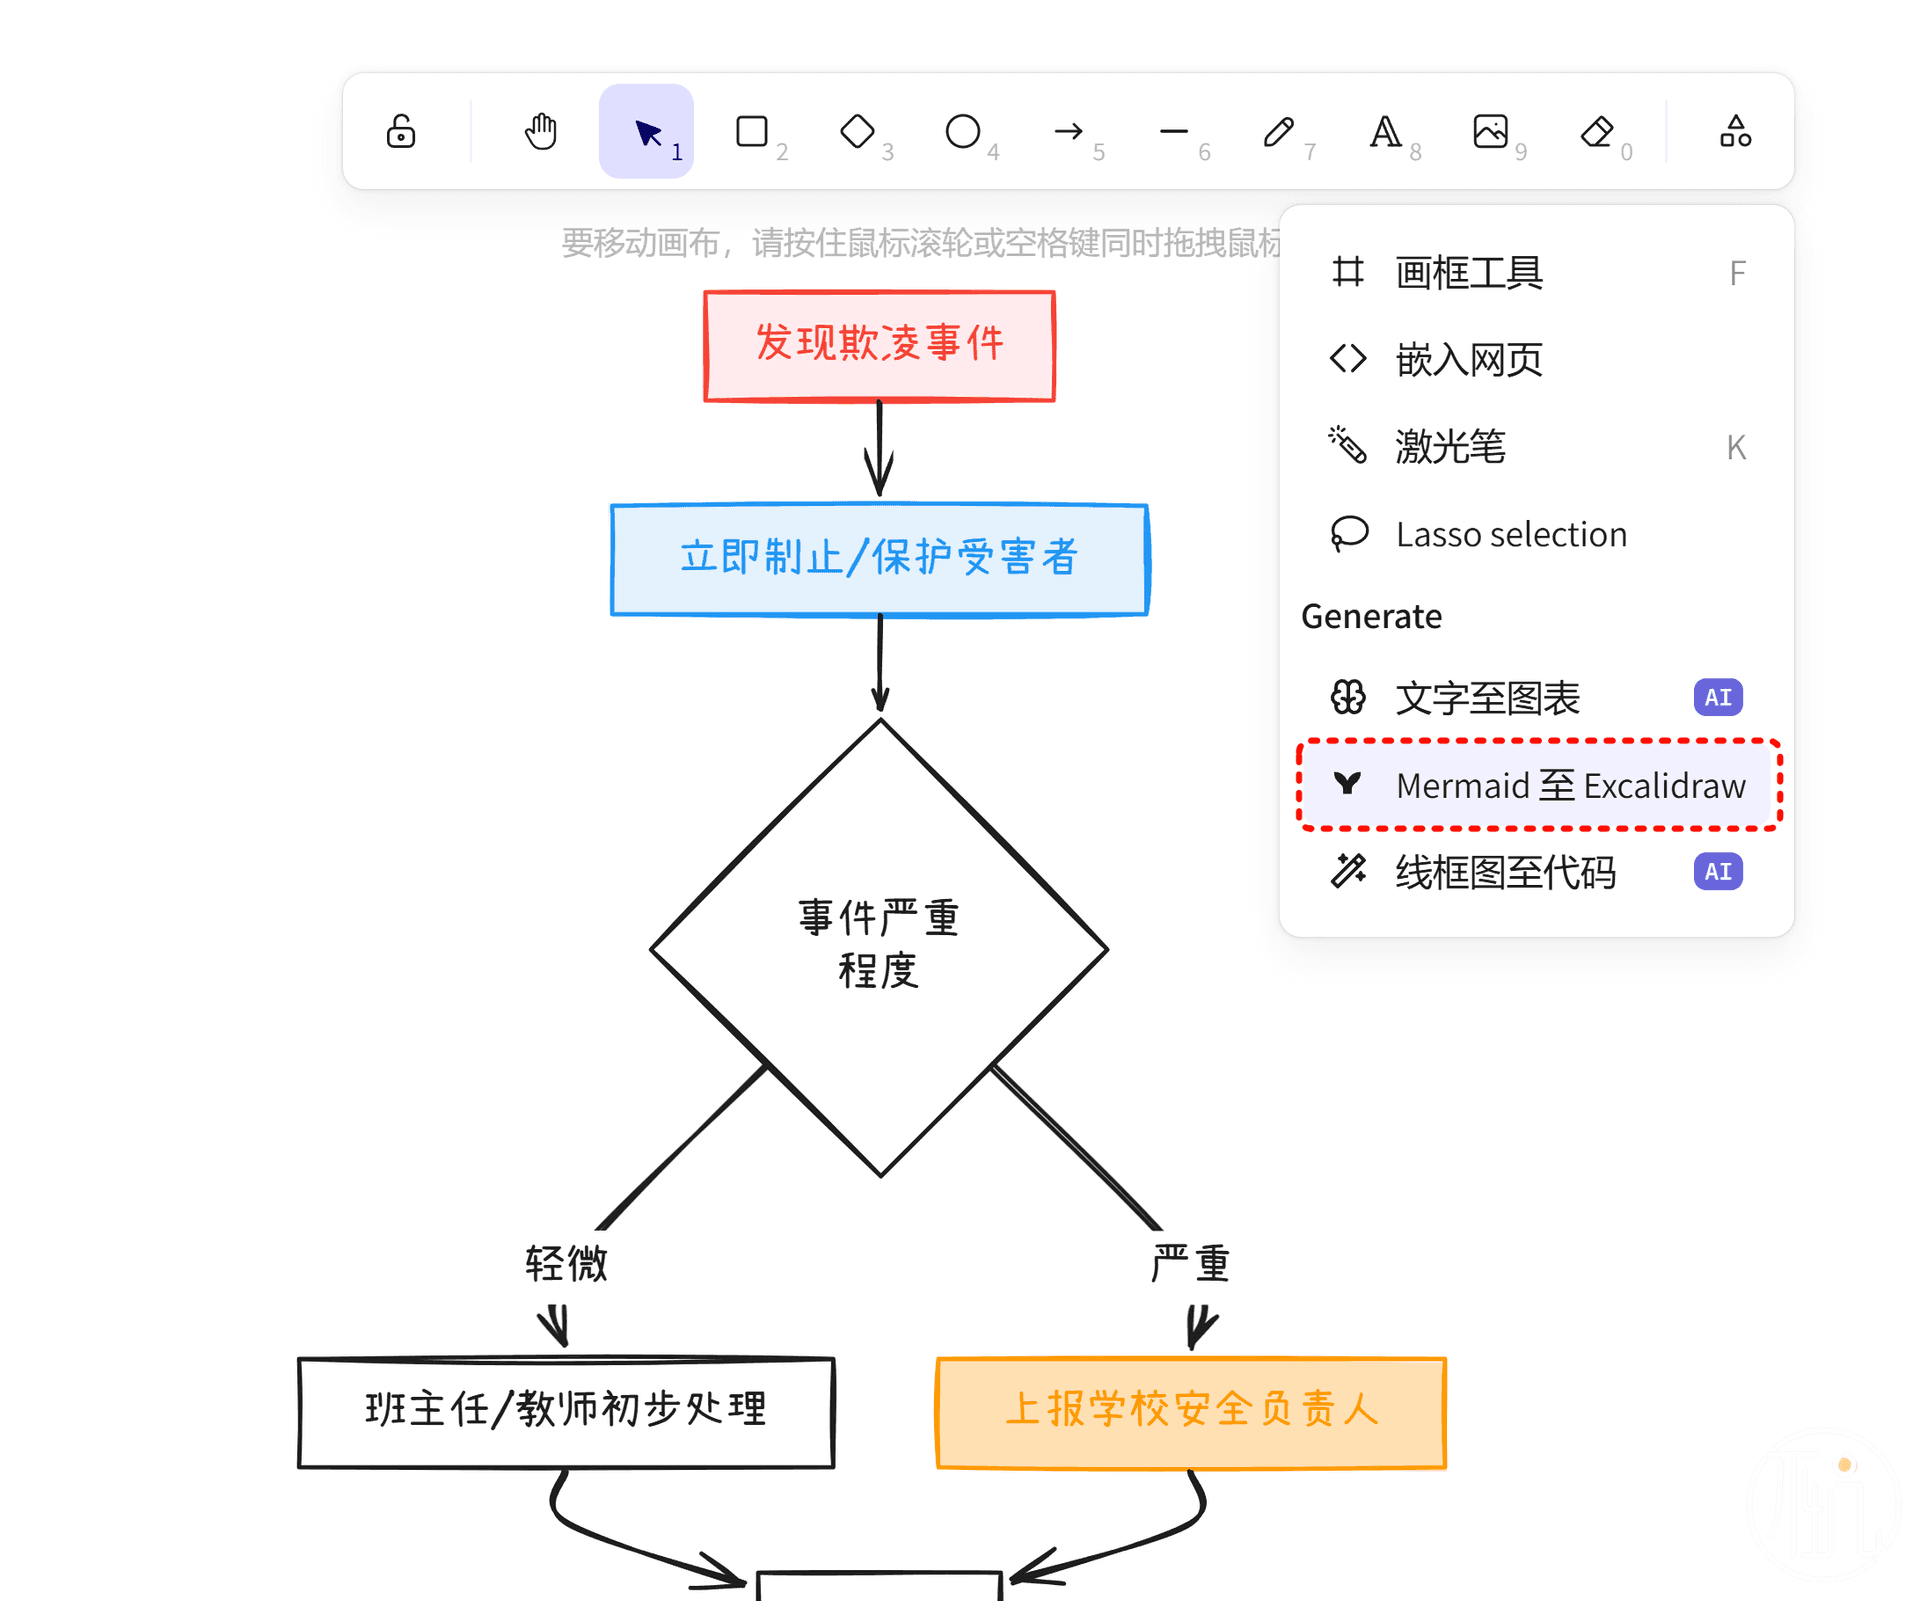 1
2
3
4
5
6
7
8
9
0
要移动画布，请按住鼠标滚轮或空格键同时拖拽鼠标
画框工具 F
嵌入网页
激光笔 K
Lasso selection
Generate
文字至图表 AI
Mermaid 至 Excalidraw
线框图至代码 AI
发现欺凌事件
立即制止/保护受害者
事件严重
程度
轻微
严重
班主任/教师初步处理
上报学校安全负责人